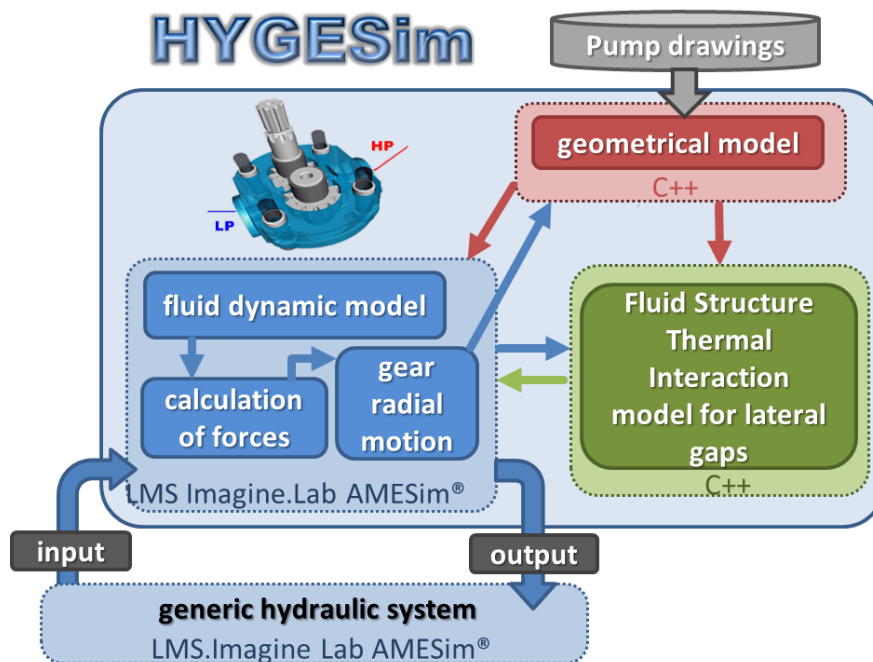 HYGESim
Pump drawings
HP
LP
geometrical model
C++
fluid dynamic model
calculation
of forces
gear
radial
motion
LMS Imagine.Lab AMESim®
Fluid Structure
Thermal
Interaction
model for lateral
gaps
C++
input
output
generic hydraulic system
LMS.Imagine Lab AMESim®